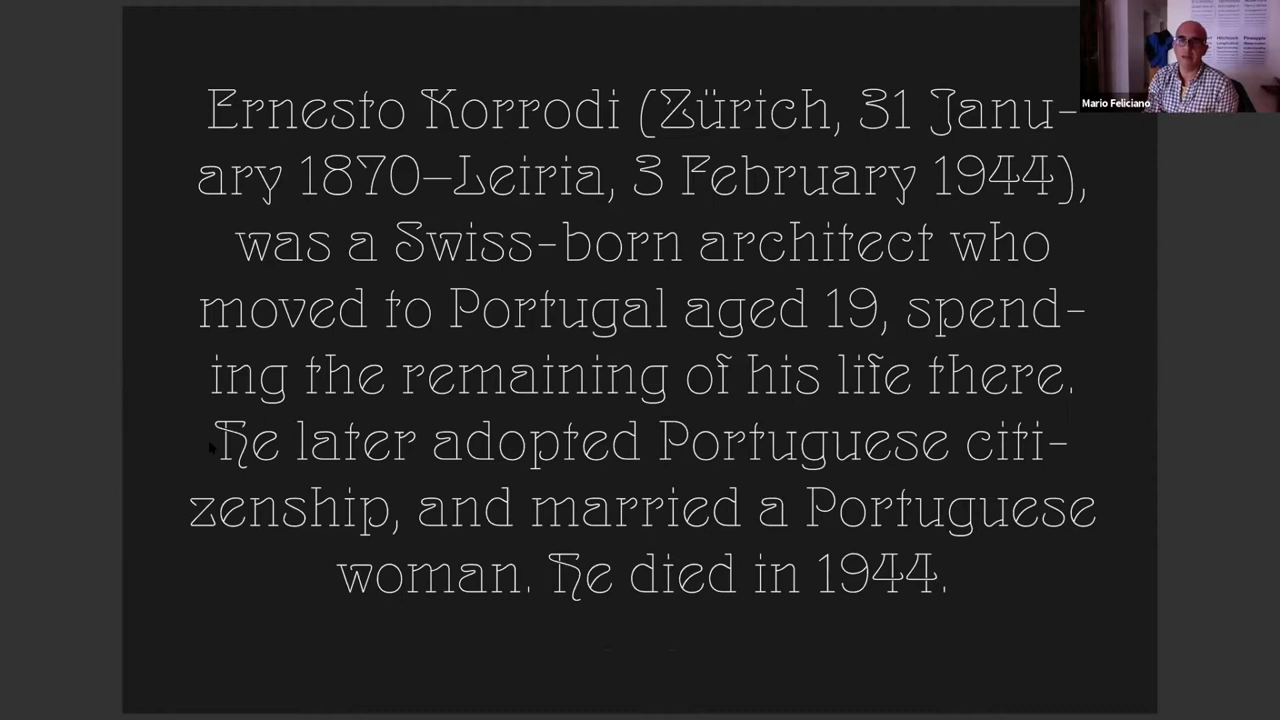 Ernesto Korrodi (Zürich, 31 Janu-
ary 1870–Leiria, 3 February 1944),
was a Swiss-born architect who
moved to Portugal aged 19, spend-
ing the remaining of his life there.
He later adopted Portuguese citi-
zenship, and married a Portuguese
woman. He died in 1944.
Mario Feliciano